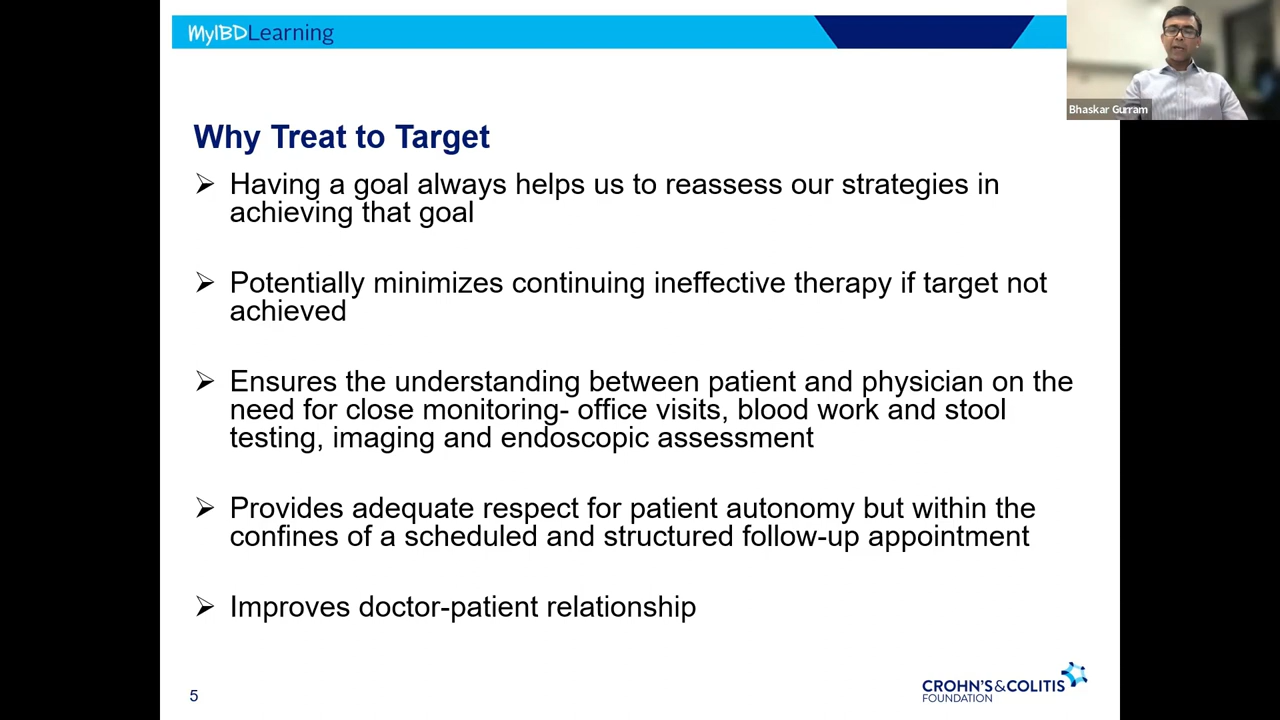 MyIBDLearning
Bhaskar Gurram
Why Treat to Target
➢ Having a goal always helps us to reassess our strategies in
achieving that goal
➢ Potentially minimizes continuing ineffective therapy if target not
achieved
➢ Ensures the understanding between patient and physician on the
need for close monitoring- office visits, blood work and stool
testing, imaging and endoscopic assessment
➢ Provides adequate respect for patient autonomy but within the
confines of a scheduled and structured follow-up appointment
➢ Improves doctor-patient relationship
5
CROHN'S&COLITIS
FOUNDATION